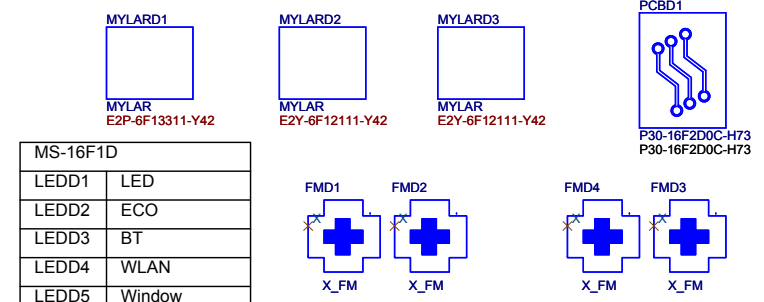 MYLARD1
MYLAR
E2P-6F13311-Y42
MYLARD2
MYLAR
E2Y-6F12111-Y42
MYLARD3
MYLAR
E2Y-6F12111-Y42
PCBD1
P30-16F2D0C-H73
P30-16F2D0C-H73
MS-16F1D
LEDD1 LED
LEDD2 ECO
LEDD3 BT
LEDD4 WLAN
LEDD5 Window
FMD1
X
X_FM
FMD2
X
X_FM
FMD4
X
X_FM
FMD3
X
X_FM